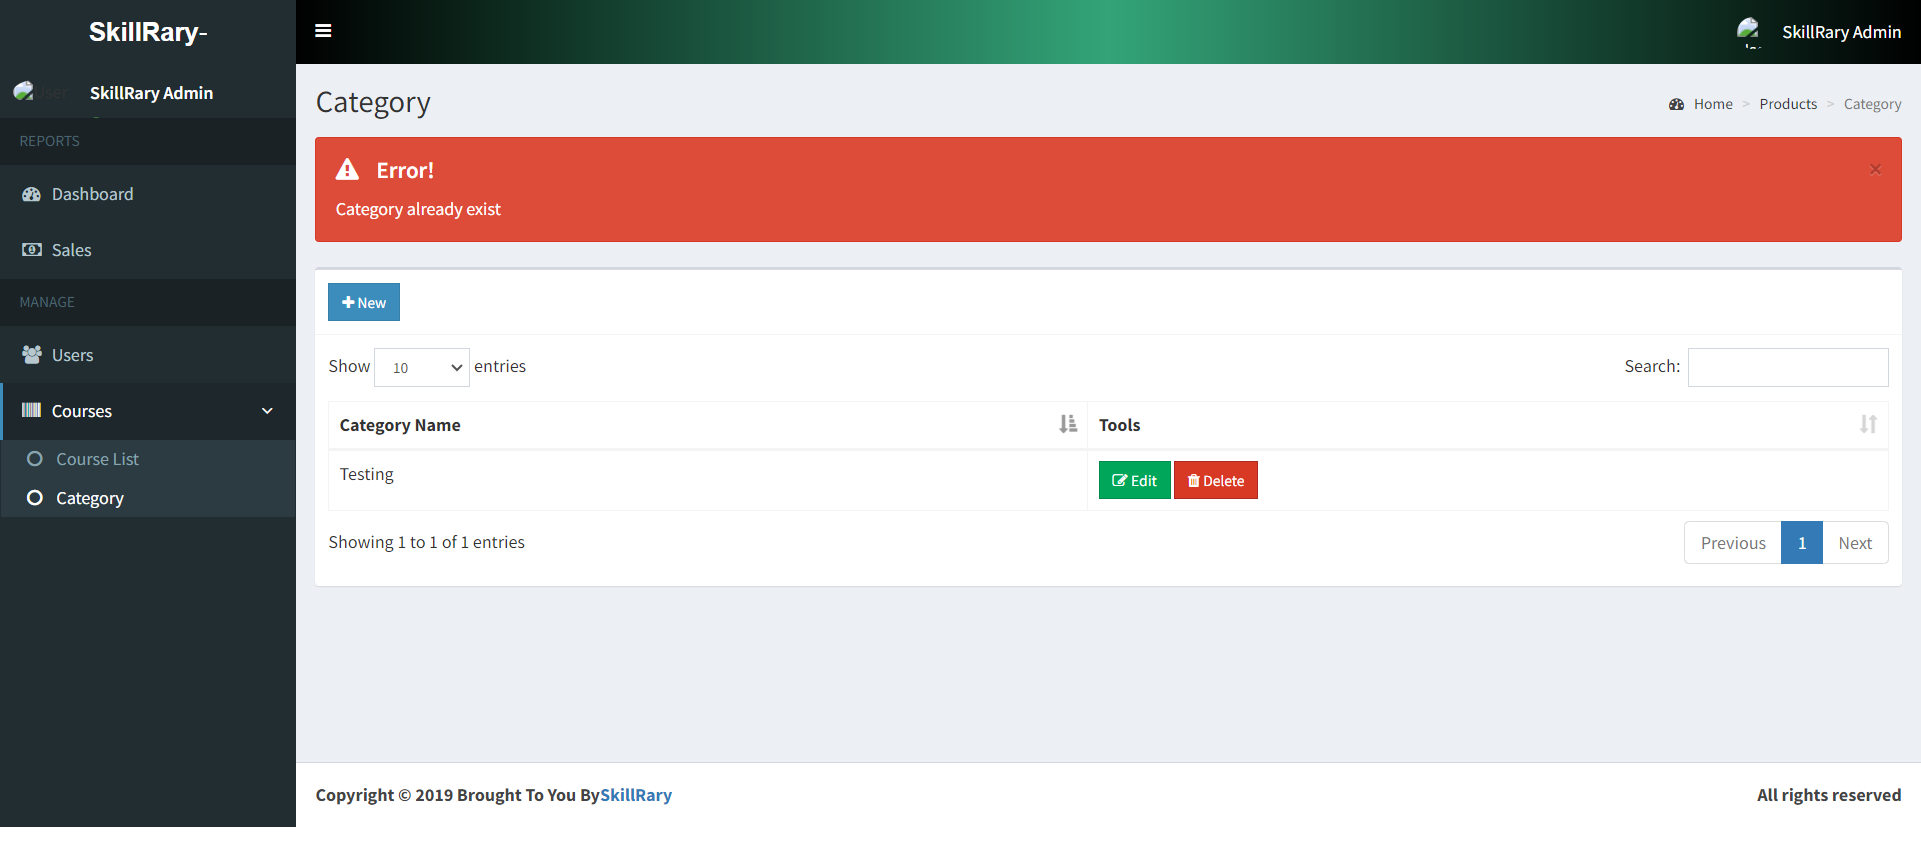 SkillRary-
SkillRary Admin
SkillRary Admin
REPORTS
Dashboard
Sales
MANAGE
Users
Courses
Course List
Category
Category
Home > Products > Category
Error!
×
Category already exist
New
Show 10 entries
Search:
Category Name
Tools
Testing
Edit
Delete
Showing 1 to 1 of 1 entries
Previous 1 Next
Copyright © 2019 Brought To You BySkillRary
All rights reserved